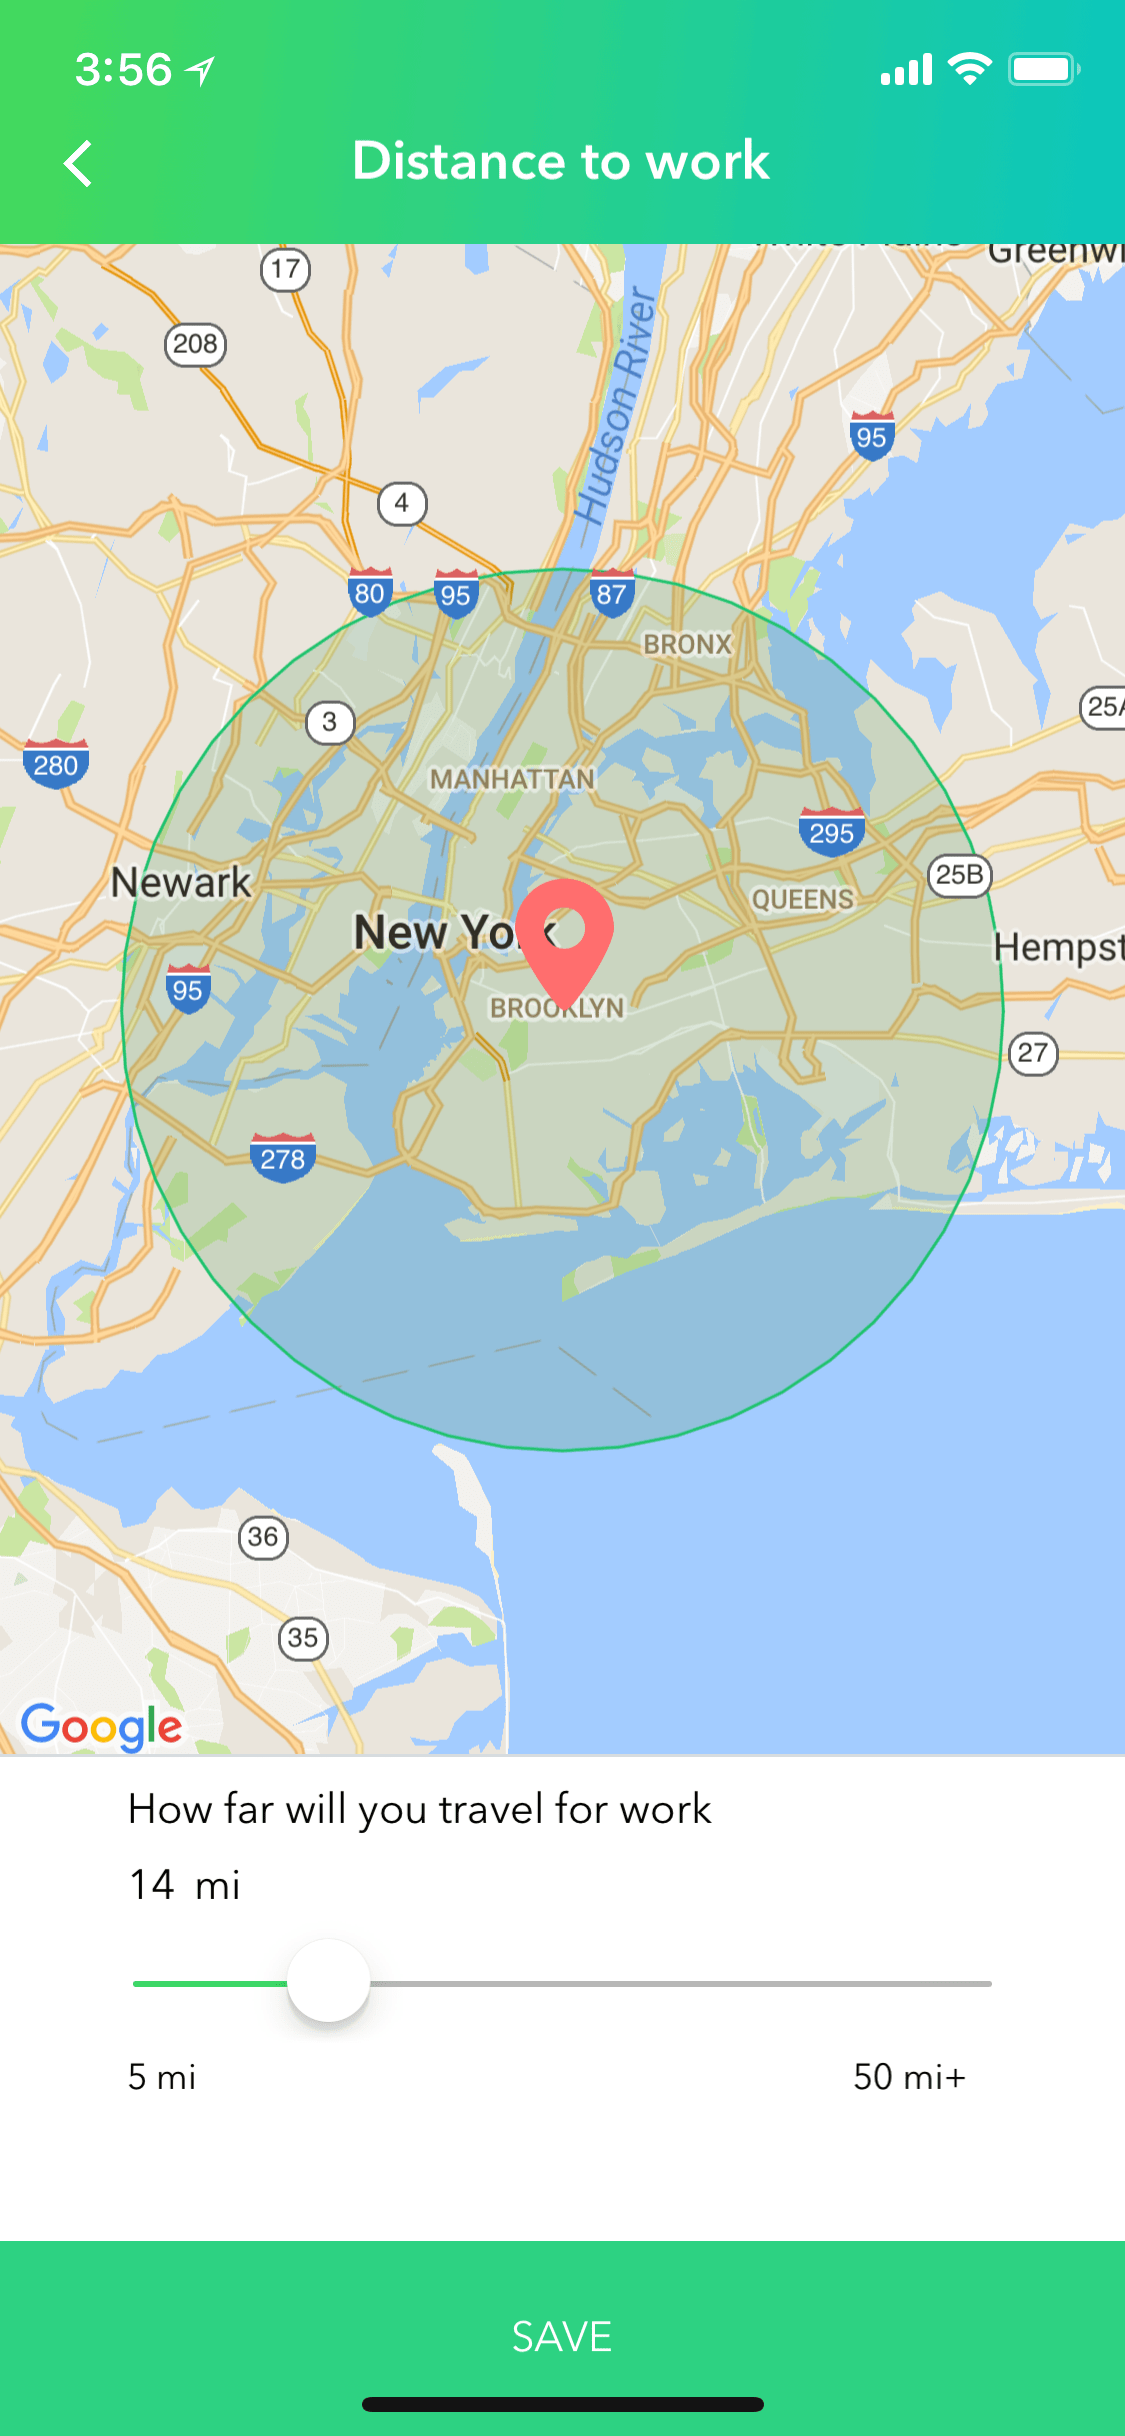 3:56
Distance to work
17
208
Hudson River
95
4
80
95
87
BRONX
3
25A
280
MANHATTAN
295
Newark
25B
QUEENS
New York
Hempst
95
BROOKLYN
27
278
36
35
Google
How far will you travel for work
14 mi
5 mi
50 mi+
SAVE